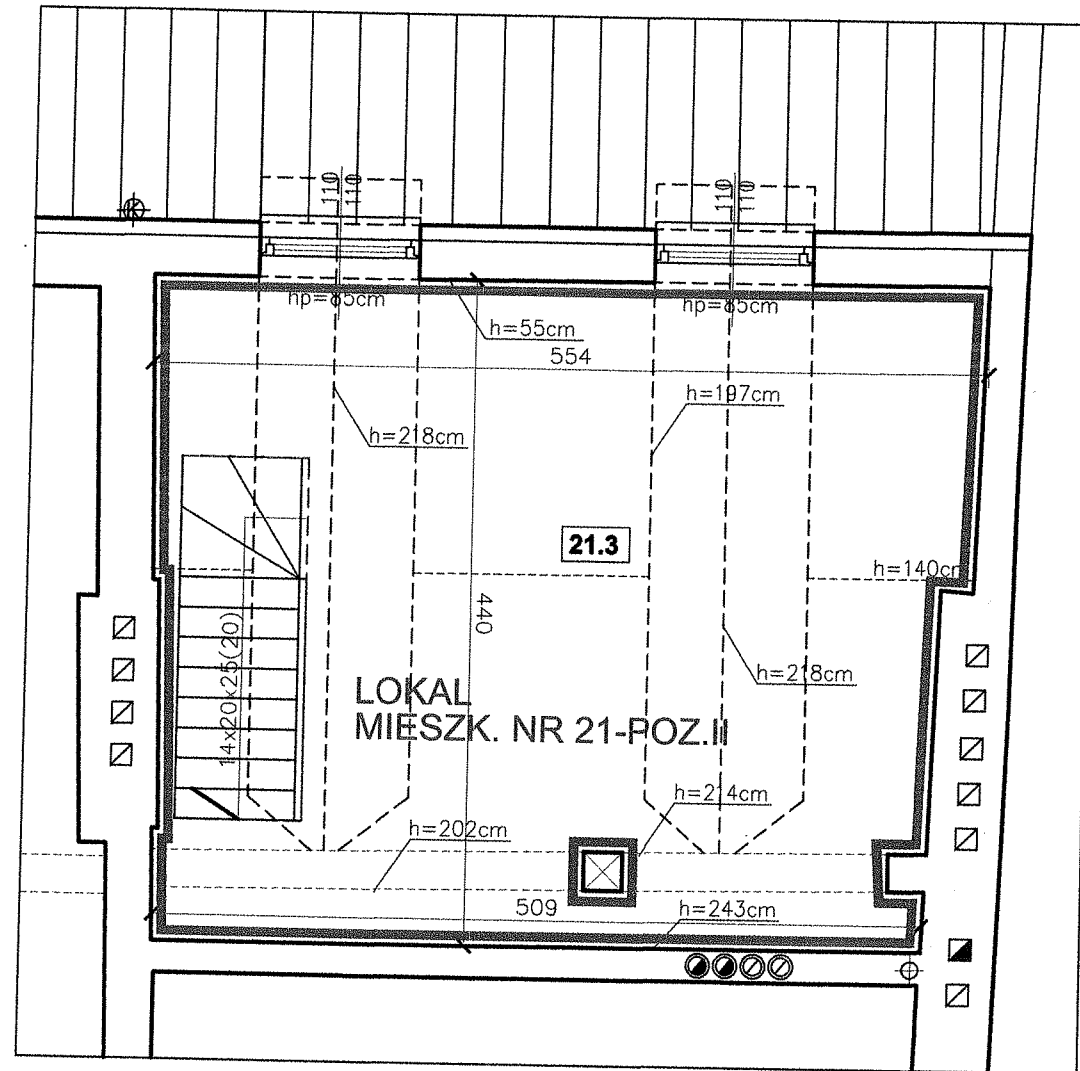 K
110
110
110
110
hp=85cm
hp=85cm
h=55cm
554
h=197cm
h=218cm
21.3
h=140cm
440
14x20x25(20)
h=218cm
LOKAL
MIESZK. NR 21-POZ.II
h=214cm
h=202cm
509
h=243cm